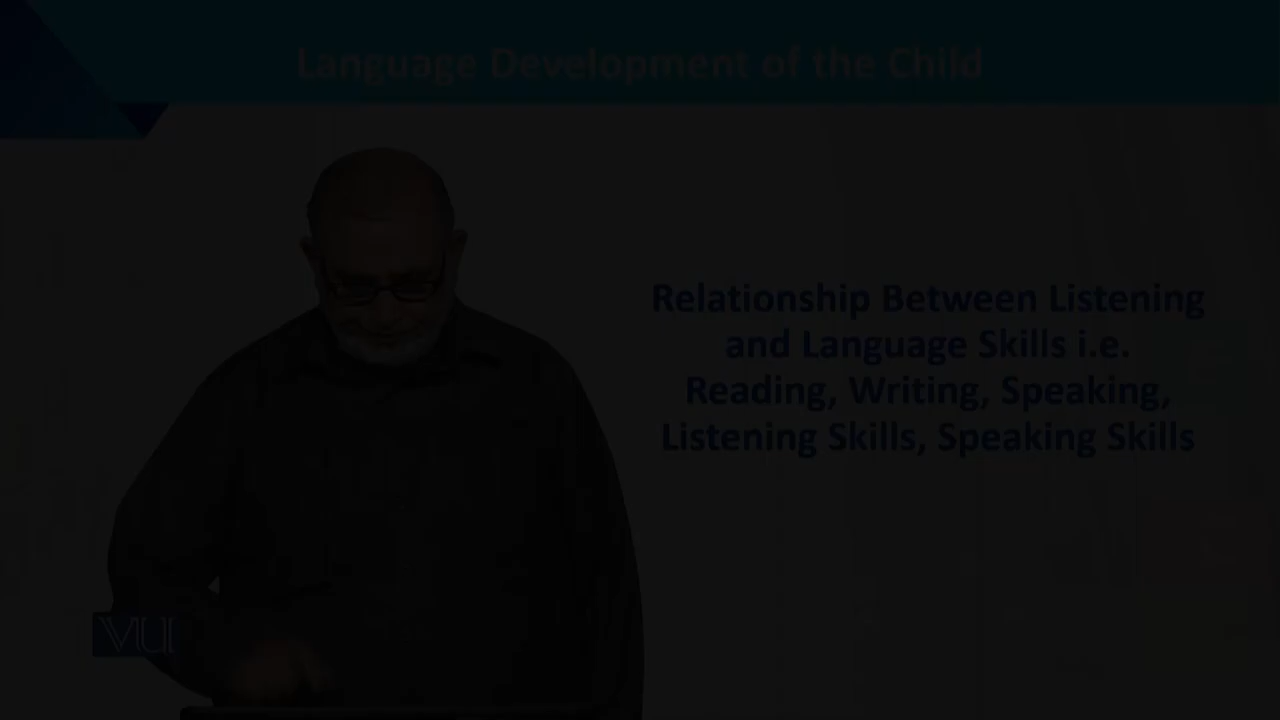 Language Development of the Child
Relationship Between Listening
and Language Skills i.e.
Reading, Writing, Speaking,
Listening Skills, Speaking Skills
VU